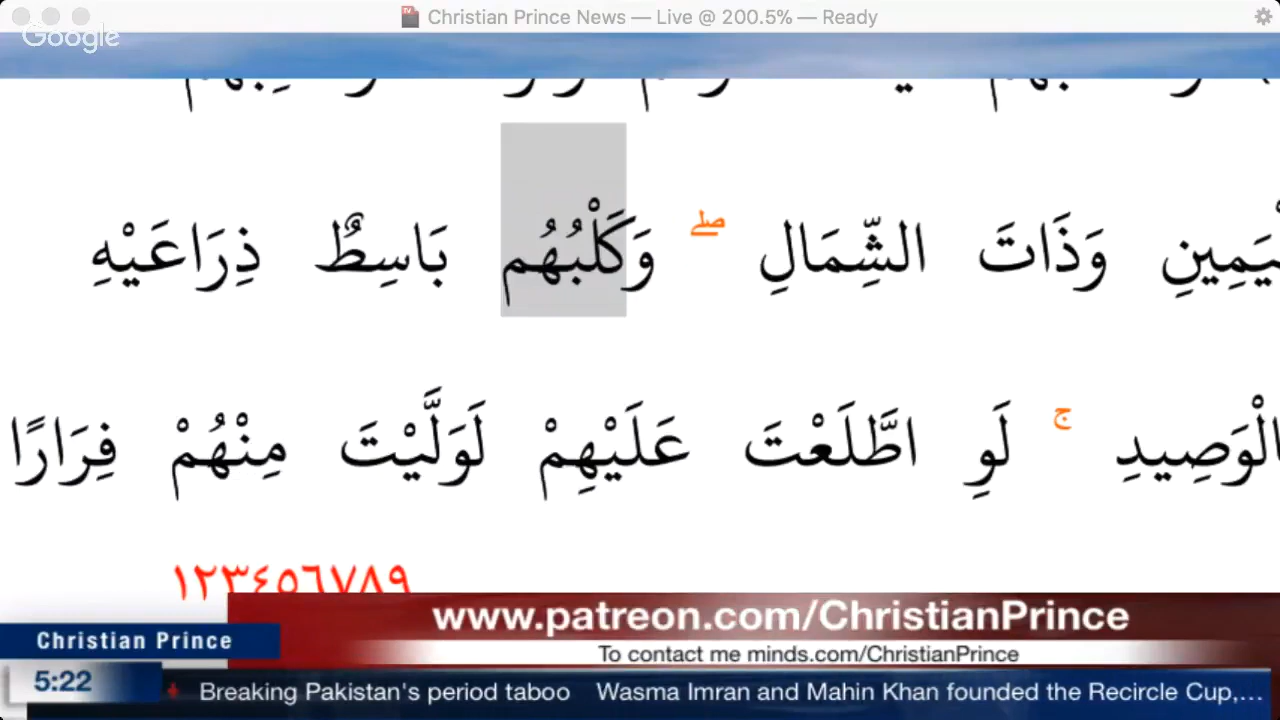 Christian Prince News — Live @ 200.5% — Ready
Google
وَذَاتَ الشِّمَالِ ۖ وَكَلْبُهُم بَاسِطٌ ذِرَاعَيْهِ
لَوِ اطَّلَعْتَ عَلَيْهِمْ لَوَلَّيْتَ مِنْهُمْ فِرَارًا ۚ الْوَصِيدِ
١٢٣٤٥٦٧٨٩
www.patreon.com/ChristianPrince
Christian Prince
To contact me minds.com/ChristianPrince
5:22
Breaking Pakistan's period taboo Wasma Imran and Mahin Khan founded the Recircle Cup,...